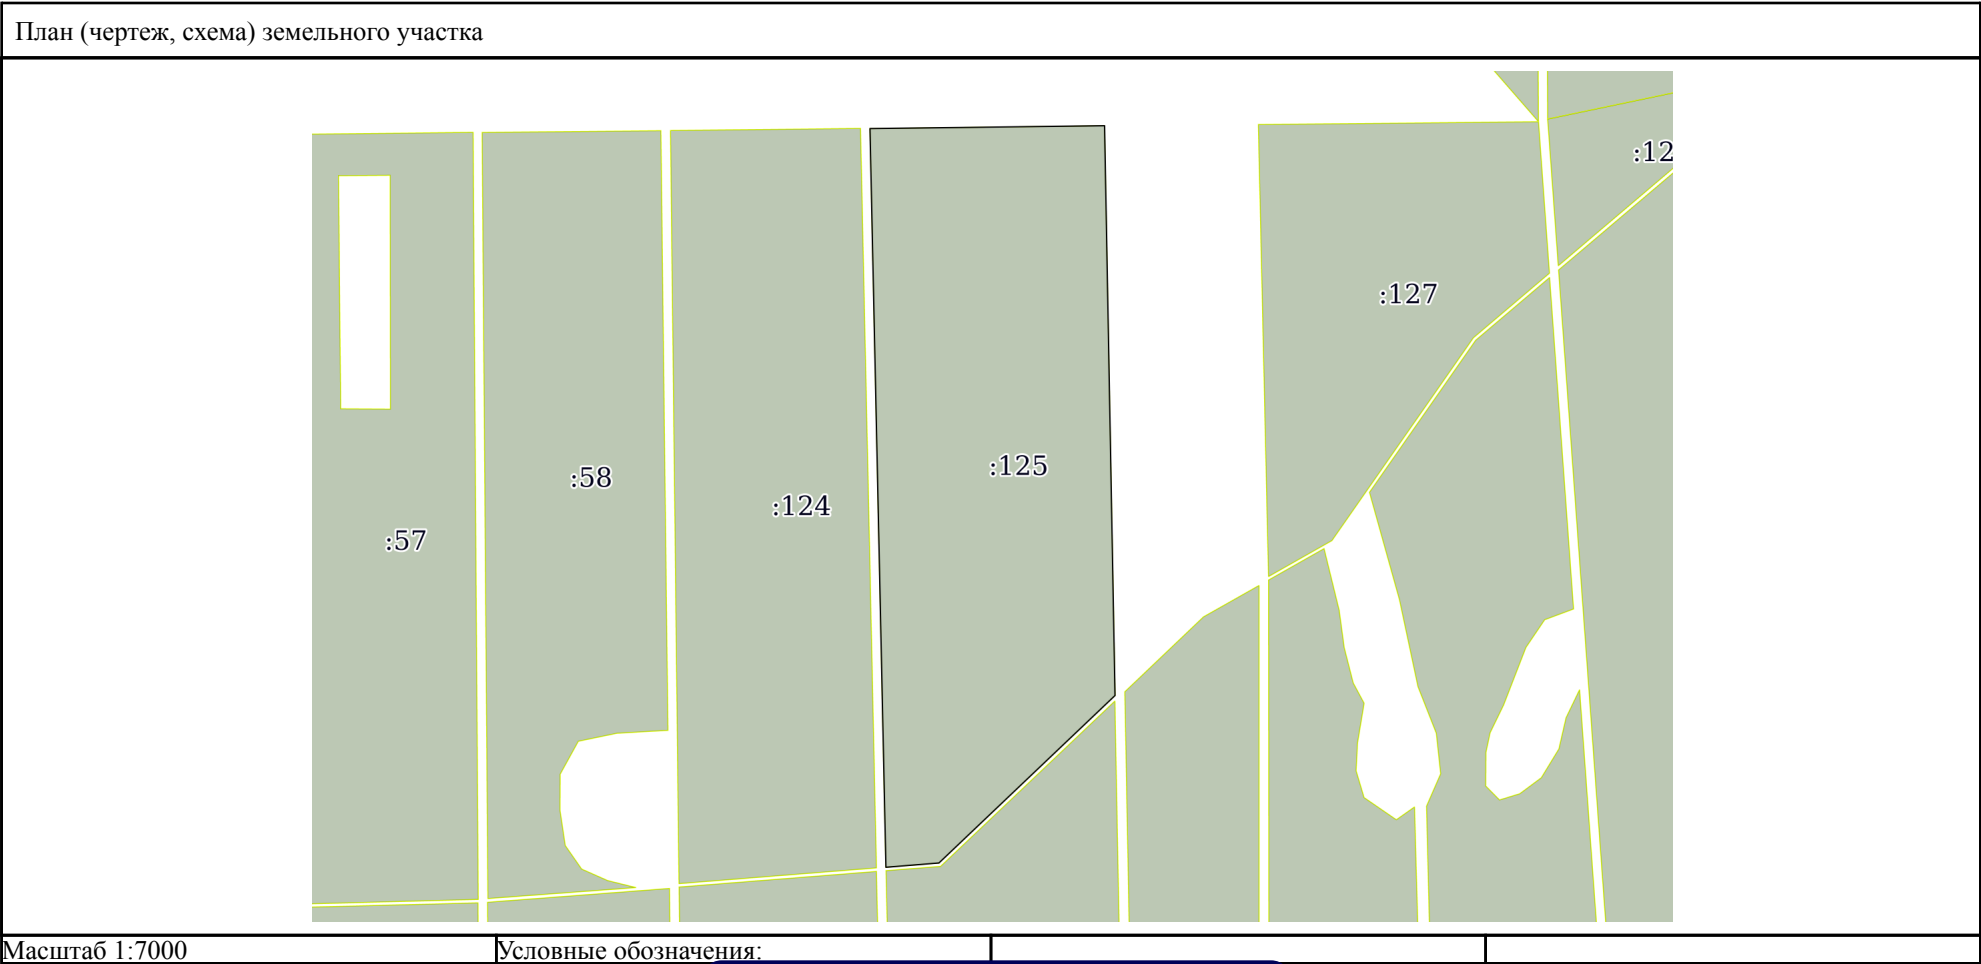 План (чертеж, схема) земельного участка
:12
:127
:125
:58
:124
:57
Масштаб 1:7000
Условные обозначения: